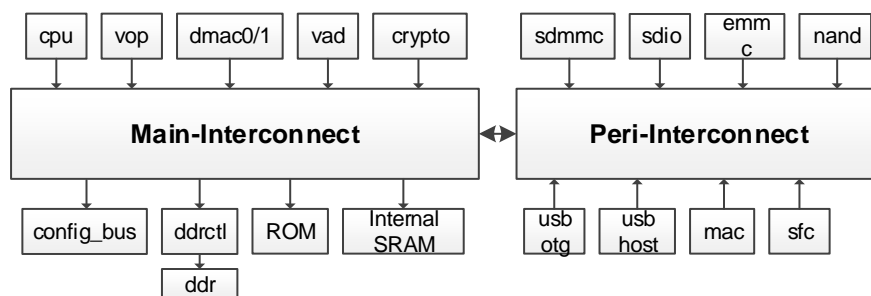 cpu
vop
dmac0/1
vad
crypto
sdmmc
sdio
emm
c
nand
Main-Interconnect
Peri-Interconnect
config_bus
ddrctl
ROM
Internal
SRAM
usb
otg
usb
host
mac
sfc
ddr